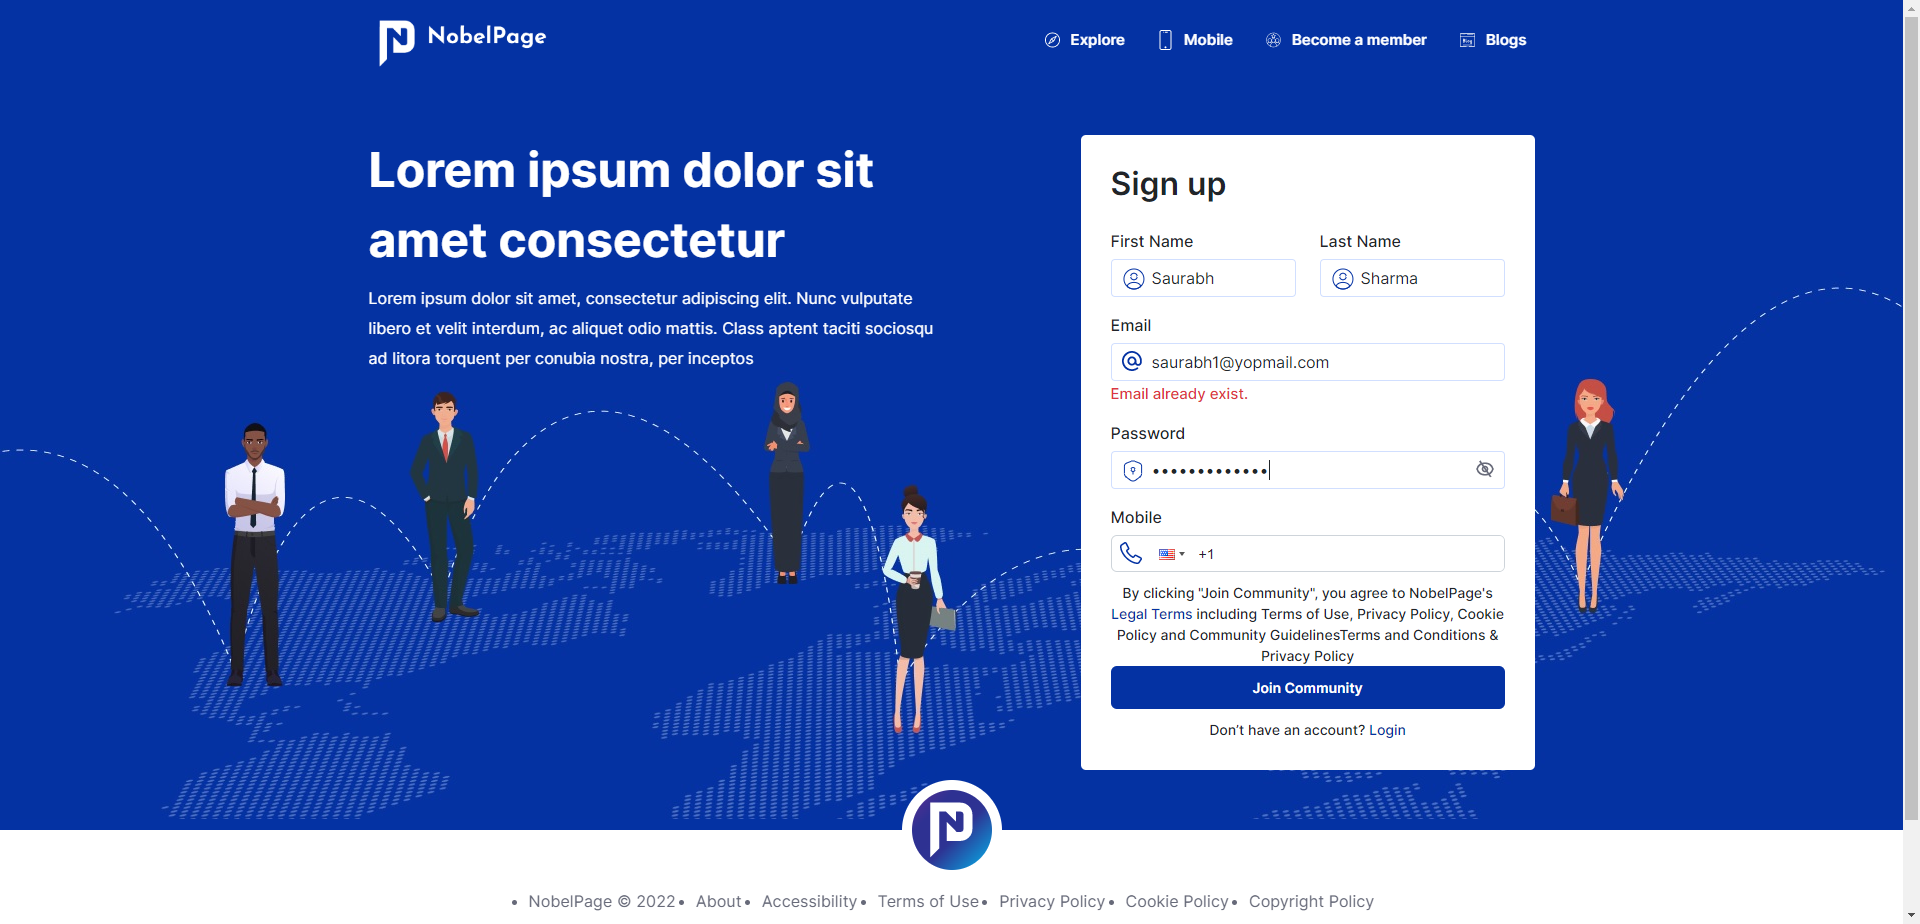 NobelPage
Explore
Mobile
Become a member
Blogs
Lorem ipsum dolor sit
amet consectetur
Lorem ipsum dolor sit amet, consectetur adipiscing elit. Nunc vulputate
libero et velit interdum, ac aliquet odio mattis. Class aptent taciti sociosqu
ad litora torquent per conubia nostra, per inceptos
Sign up
First Name
Last Name
Saurabh
Sharma
Email
saurabh1@yopmail.com
Email already exist.
Password
•••••••••••••
Mobile
+1
By clicking "Join Community", you agree to NobelPage's
Legal Terms including Terms of Use, Privacy Policy, Cookie
Policy and Community GuidelinesTerms and Conditions &
Privacy Policy
Join Community
Don't have an account? Login
• NobelPage © 2022 • About • Accessibility • Terms of Use • Privacy Policy • Cookie Policy • Copyright Policy